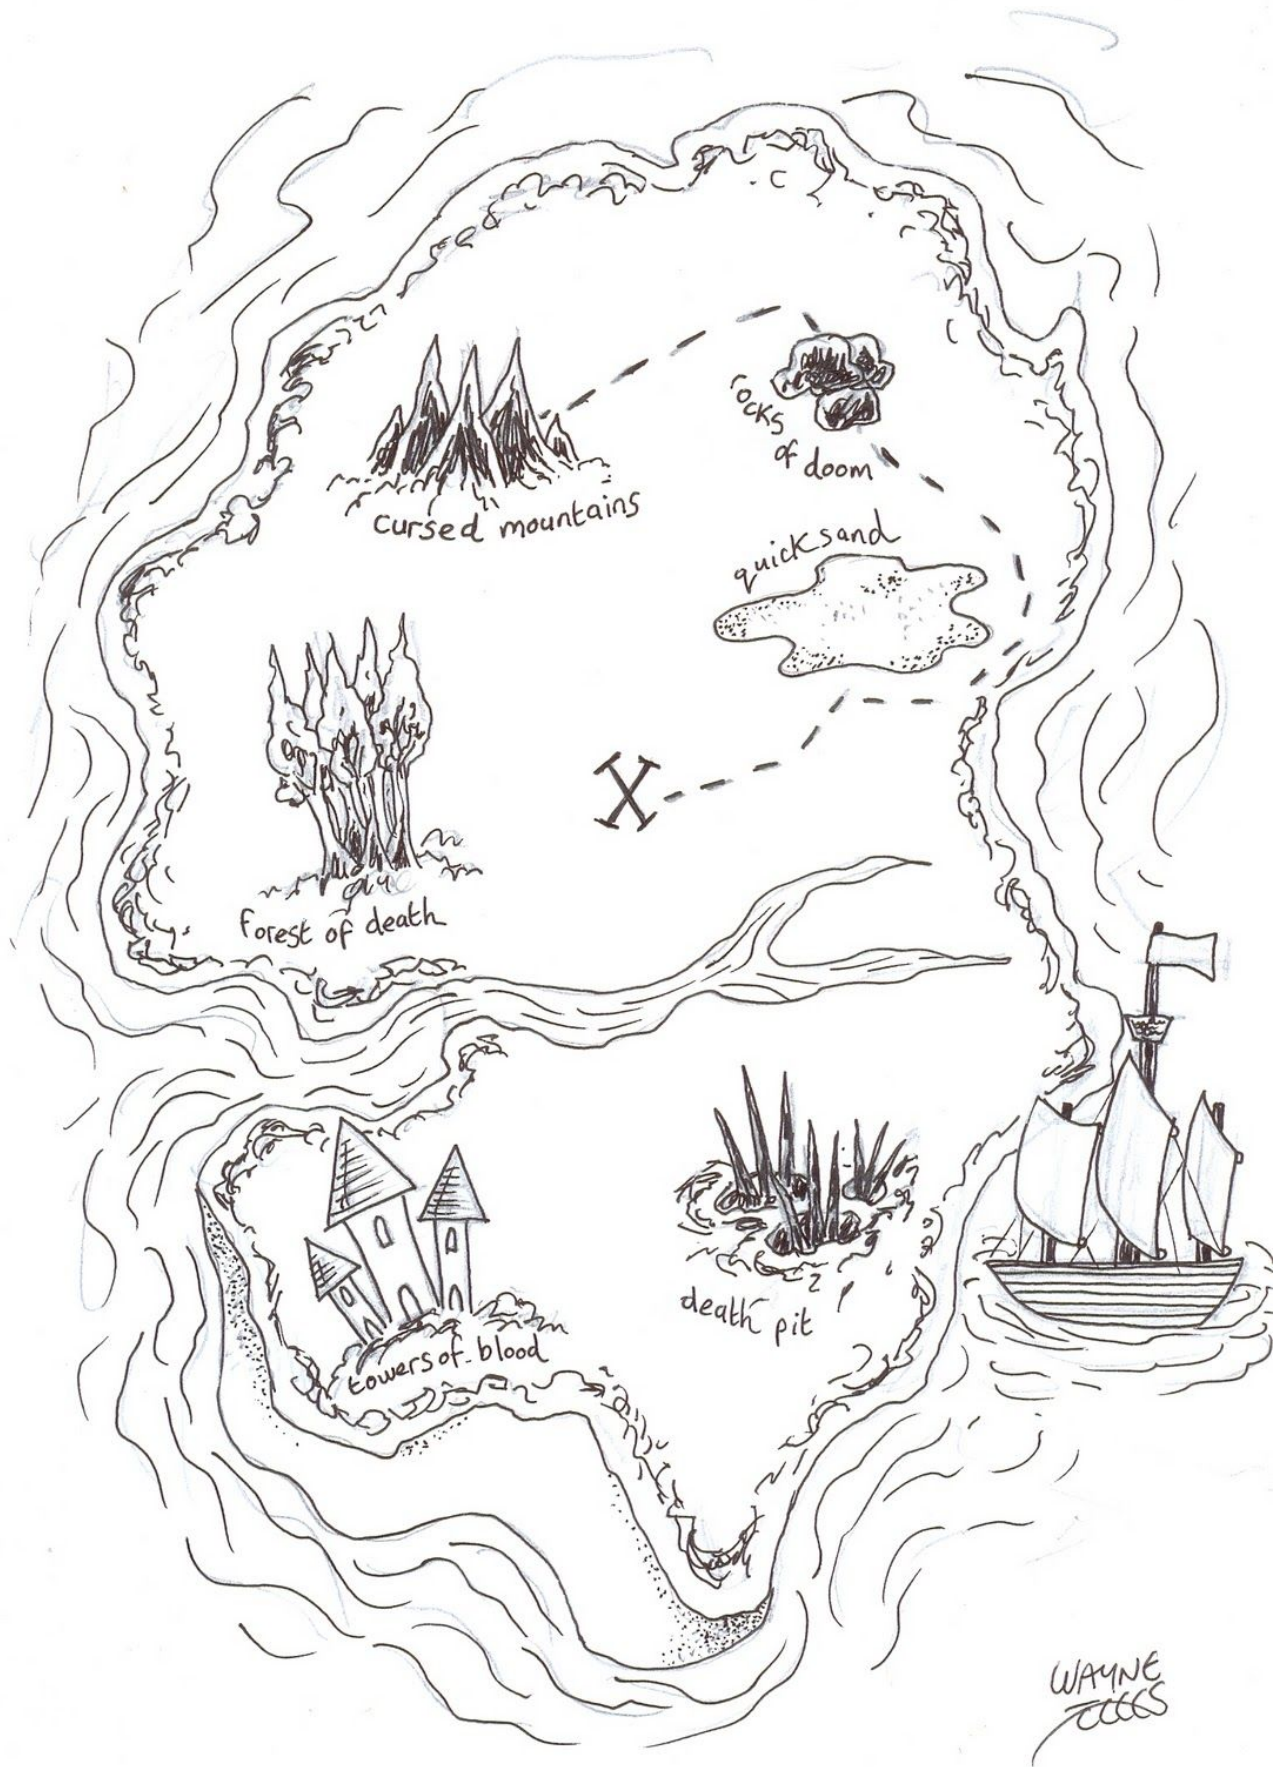 rocks
of doom
cursed mountains
quicksand
X
forest of death
death pit
towers of blood
WAYNE